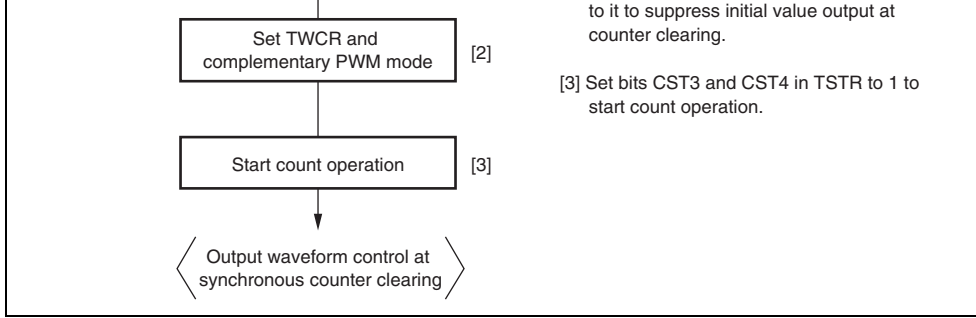 to it to suppress initial value output at
counter clearing.
Set TWCR and
complementary PWM mode
[2]
[3] Set bits CST3 and CST4 in TSTR to 1 to
start count operation.
Start count operation
[3]
Output waveform control at
synchronous counter clearing